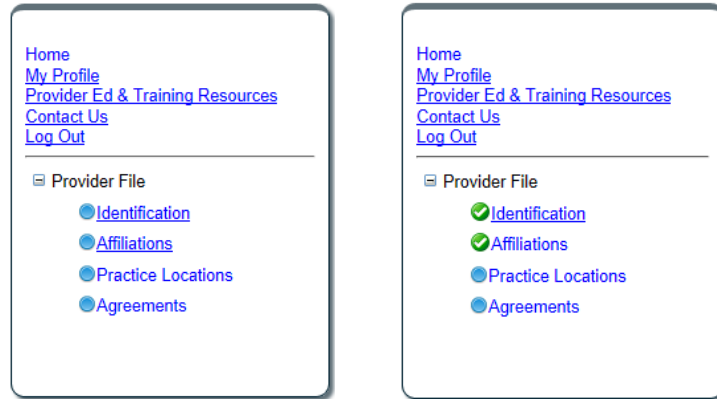 Home
My Profile
Provider Ed & Training Resources
Contact Us
Log Out
Provider File
Identification
Affiliations
Practice Locations
Agreements
Home
My Profile
Provider Ed & Training Resources
Contact Us
Log Out
Provider File
Identification
Affiliations
Practice Locations
Agreements